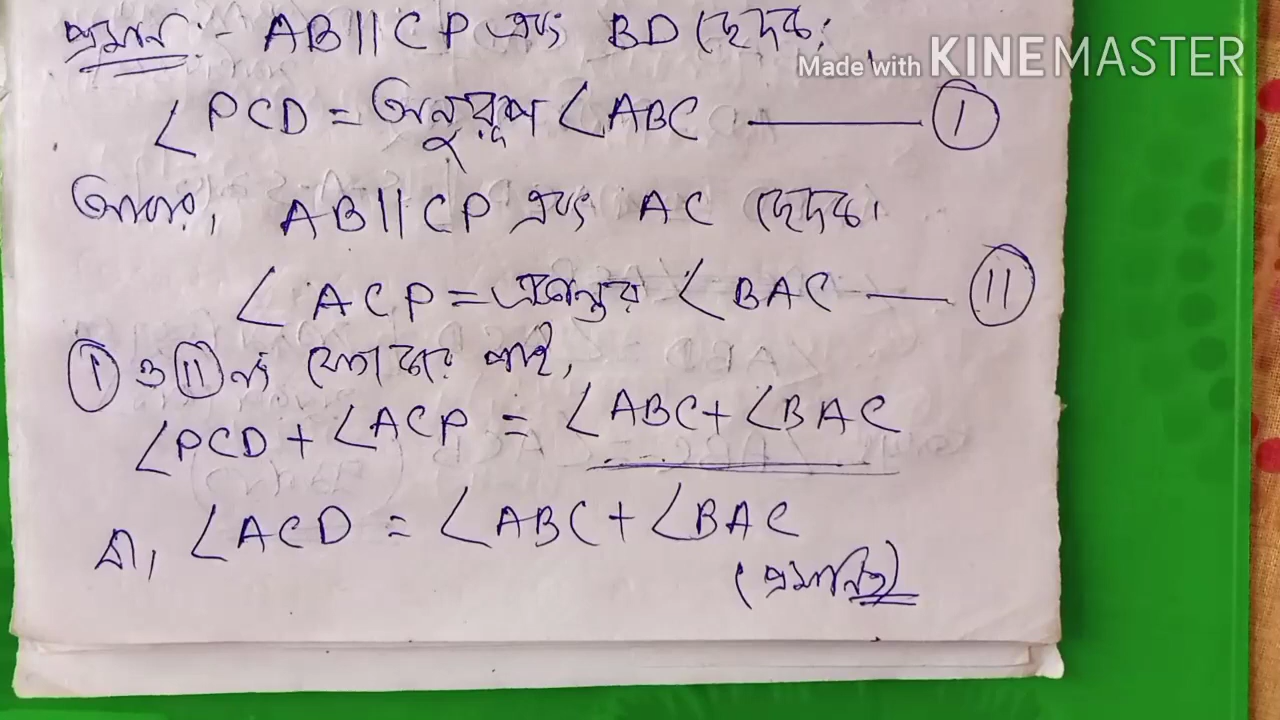 প্রমান:- AB||CP এবং BD ছেদক।
Made with KINEMASTER
∠PCD = অনুরূপ ∠ABC —— I
আবার, AB||CP এবং AC ছেদক।
∠ACP = একান্তর ∠BAC —— II
I ও II নং যোগ করে পাই,
∠PCD + ∠ACP = ∠ABC + ∠BAC
বা, ∠ACD = ∠ABC + ∠BAC
(প্রমানিত)